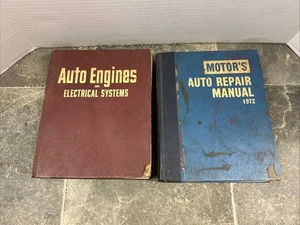 Auto Engines
AND
ELECTRICAL SYSTEMS
MOTOR'S
AUTO REPAIR
MANUAL
1972